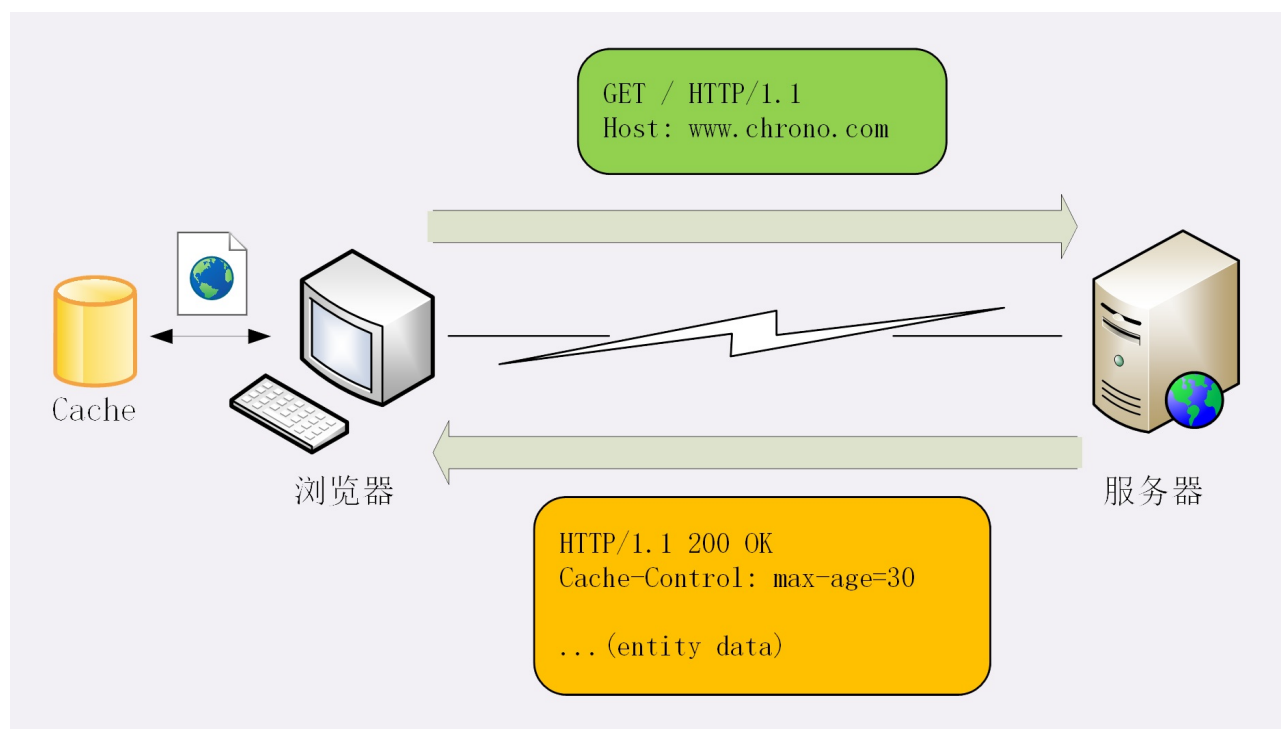 GET / HTTP/1.1
Host: www.chrono.com
Cache
浏览器
服务器
HTTP/1.1 200 OK
Cache-Control: max-age=30
...(entity data)